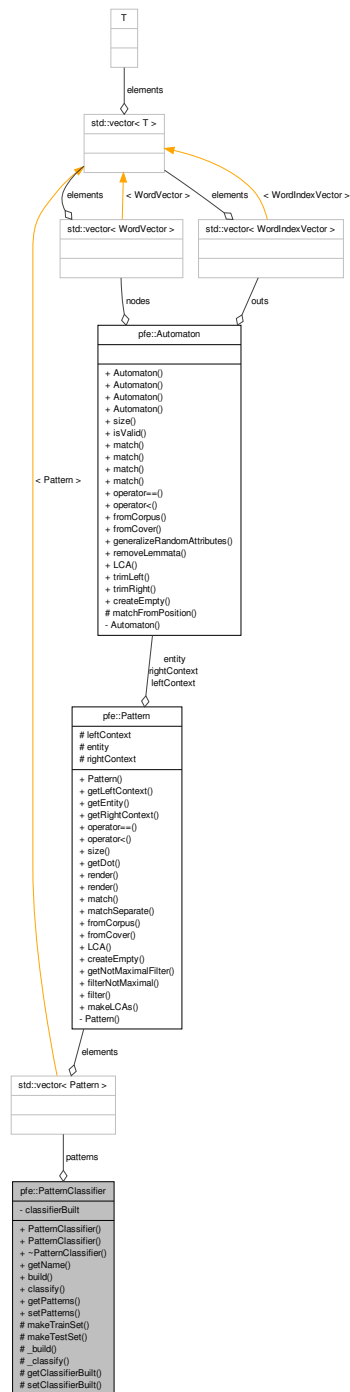 T
elements
std::vector< T >
elements
< WordVector >
elements
< WordIndexVector >
std::vector< WordVector >
std::vector< WordIndexVector >
nodes
outs
pfe::Automaton
+ Automaton()
+ Automaton()
+ Automaton()
+ Automaton()
+ size()
+ isValid()
+ match()
+ match()
+ match()
+ match()
+ operator==()
+ operator<()
+ fromCorpus()
+ fromCover()
+ generalizeRandomAttributes()
+ removeLemmata()
+ LCA()
+ trimLeft()
+ trimRight()
+ createEmpty()
# matchFromPosition()
- Automaton()
< Pattern >
entity
rightContext
leftContext
pfe::Pattern
# leftContext
# entity
# rightContext
+ Pattern()
+ getLeftContext()
+ getEntity()
+ getRightContext()
+ operator==()
+ operator<()
+ size()
+ getDot()
+ render()
+ render()
+ match()
+ matchSeparate()
+ fromCorpus()
+ fromCover()
+ LCA()
+ createEmpty()
+ getNotMaximalFilter()
+ filterNotMaximal()
+ filter()
+ makeLCAs()
- Pattern()
elements
std::vector< Pattern >
patterns
pfe::PatternClassifier
- classifierBuilt
+ PatternClassifier()
+ PatternClassifier()
+ ~PatternClassifier()
+ getName()
+ build()
+ classify()
+ getPatterns()
+ setPatterns()
# makeTrainSet()
# makeTestSet()
# _build()
# _classify()
# getClassifierBuilt()
# setClassifierBuilt()